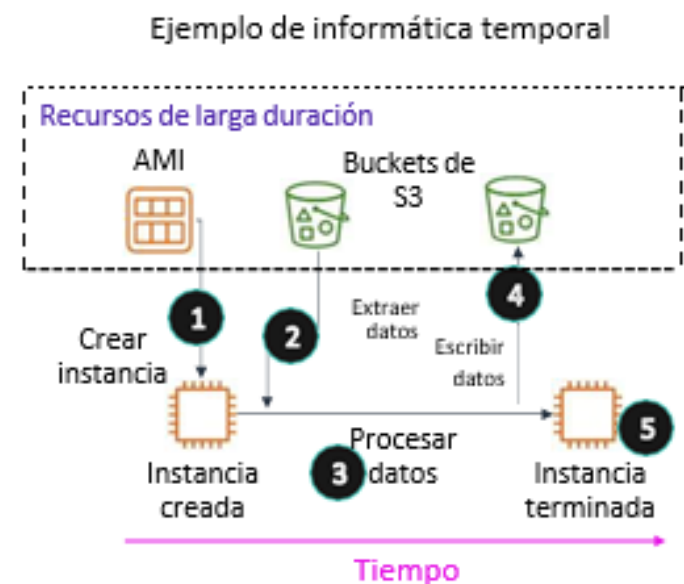 Ejemplo de informática temporal
Recursos de larga duración
AMI
Buckets de
S3
1
2
Extraer
datos
4
Crear
instancia
Escribir
datos
Procesar
3 datos
5
Instancia
creada
Instancia
terminada
Tiempo